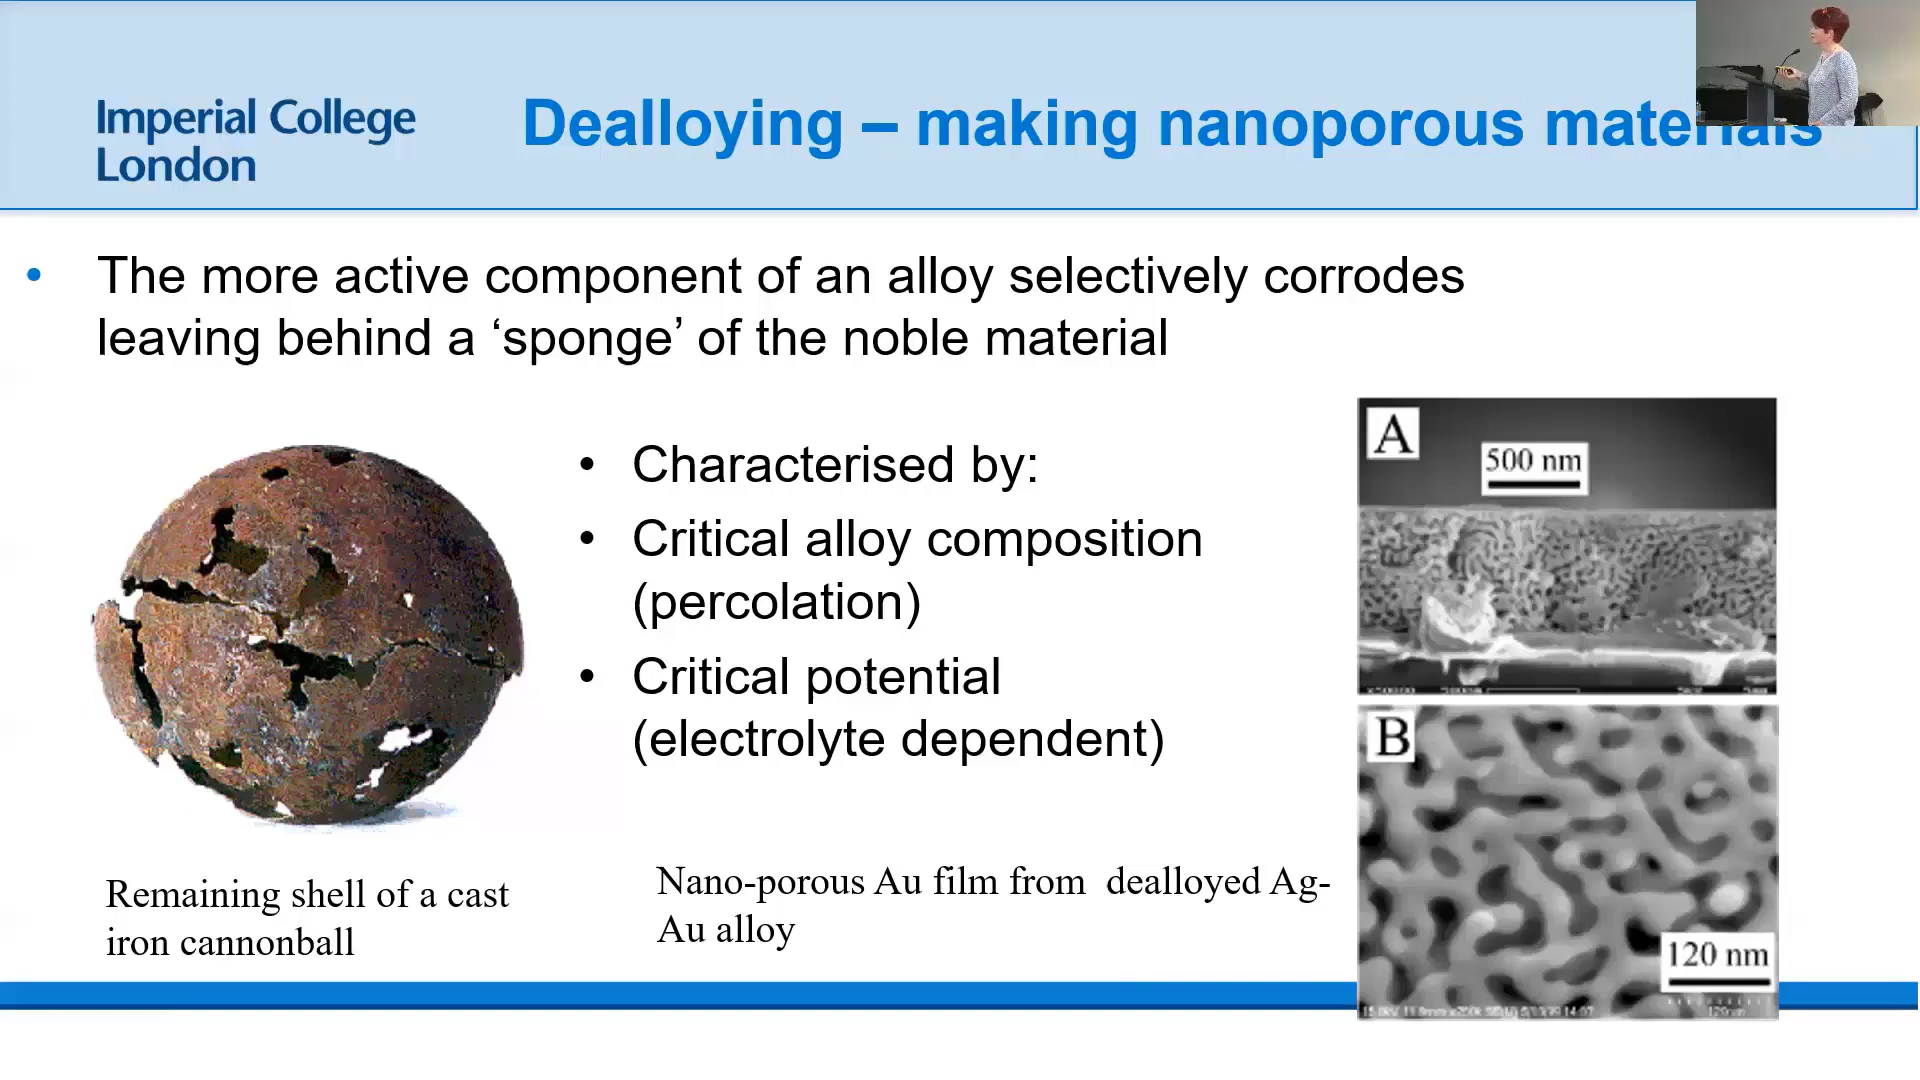 Imperial College
London
Dealloying – making nanoporous materials
• The more active component of an alloy selectively corrodes
leaving behind a ‘sponge’ of the noble material
• Characterised by:
• Critical alloy composition
(percolation)
• Critical potential
(electrolyte dependent)
A
500 nm
B
120 nm
Remaining shell of a cast
iron cannonball
Nano-porous Au film from dealloyed Ag-
Au alloy